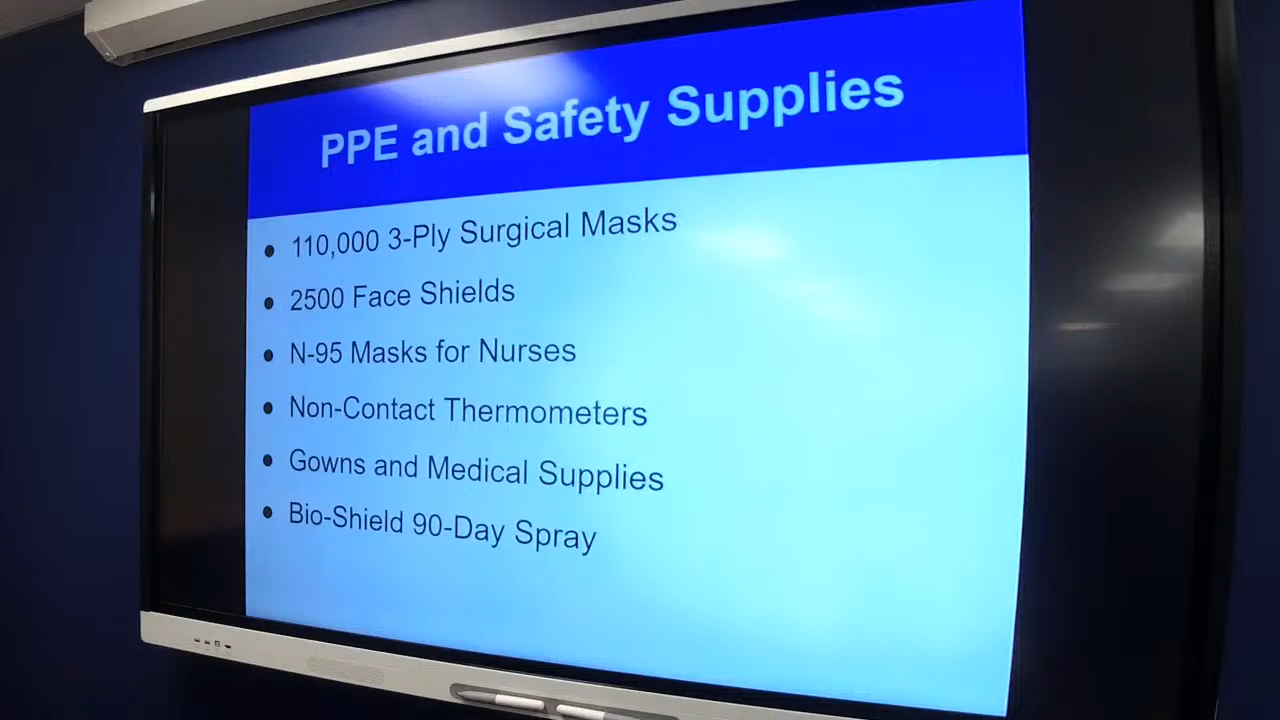 PPE and Safety Supplies
• 110,000 3-Ply Surgical Masks
• 2500 Face Shields
• N-95 Masks for Nurses
• Non-Contact Thermometers
• Gowns and Medical Supplies
• Bio-Shield 90-Day Spray